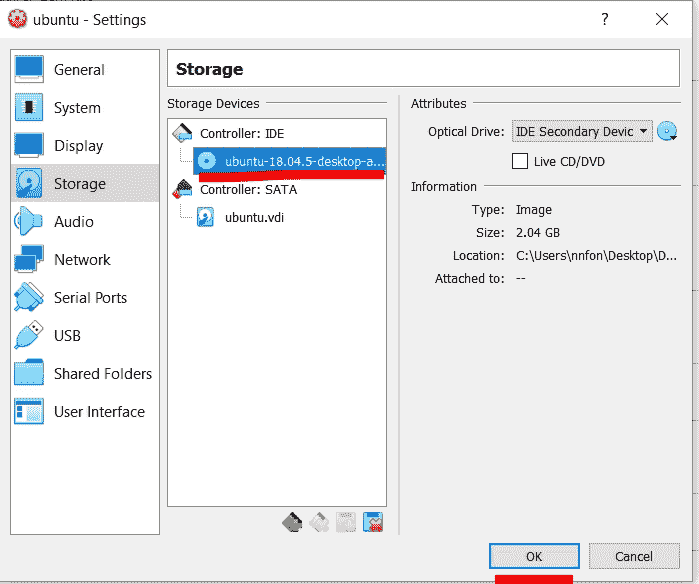 ubuntu - Settings
?
General
System
Display
Storage
Audio
Network
Serial Ports
USB
Shared Folders
User Interface
Storage
Storage Devices
Controller: IDE
ubuntu-18.04.5-desktop-a...
Controller: SATA
ubuntu.vdi
Attributes
Optical Drive: IDE Secondary Devic
Live CD/DVD
Information
Type: Image
Size: 2.04 GB
Location: C:\Users\nnfon\Desktop\D...
Attached to: --
OK
Cancel